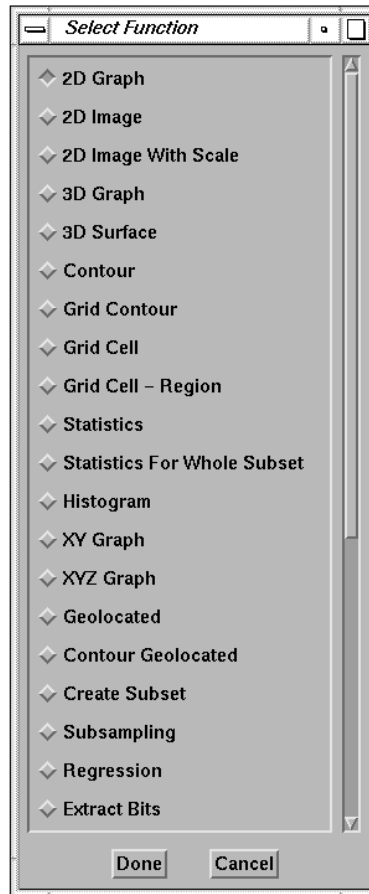 Select Function
2D Graph
2D Image
2D Image With Scale
3D Graph
3D Surface
Contour
Grid Contour
Grid Cell
Grid Cell – Region
Statistics
Statistics For Whole Subset
Histogram
XY Graph
XYZ Graph
Geolocated
Contour Geolocated
Create Subset
Subsampling
Regression
Extract Bits
Done Cancel